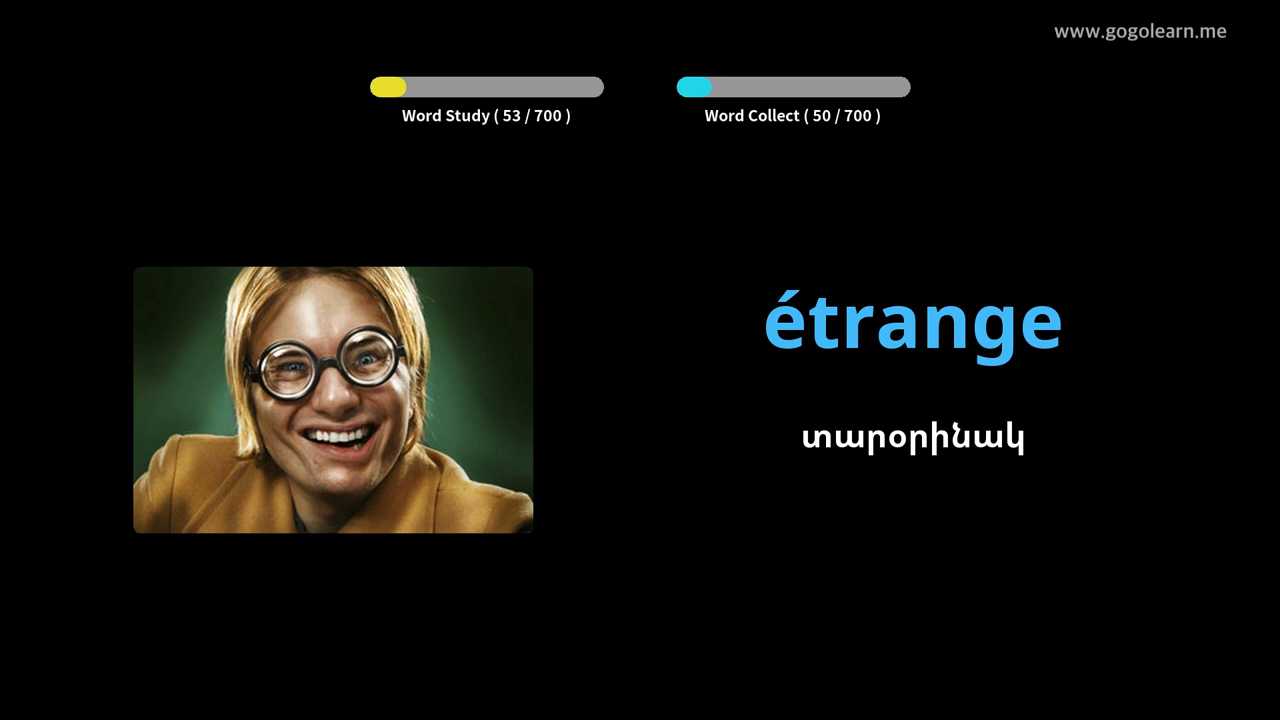 www.gogolearn.me
Word Study ( 53 / 700 )
Word Collect ( 50 / 700 )
étrange
տարօրինակ